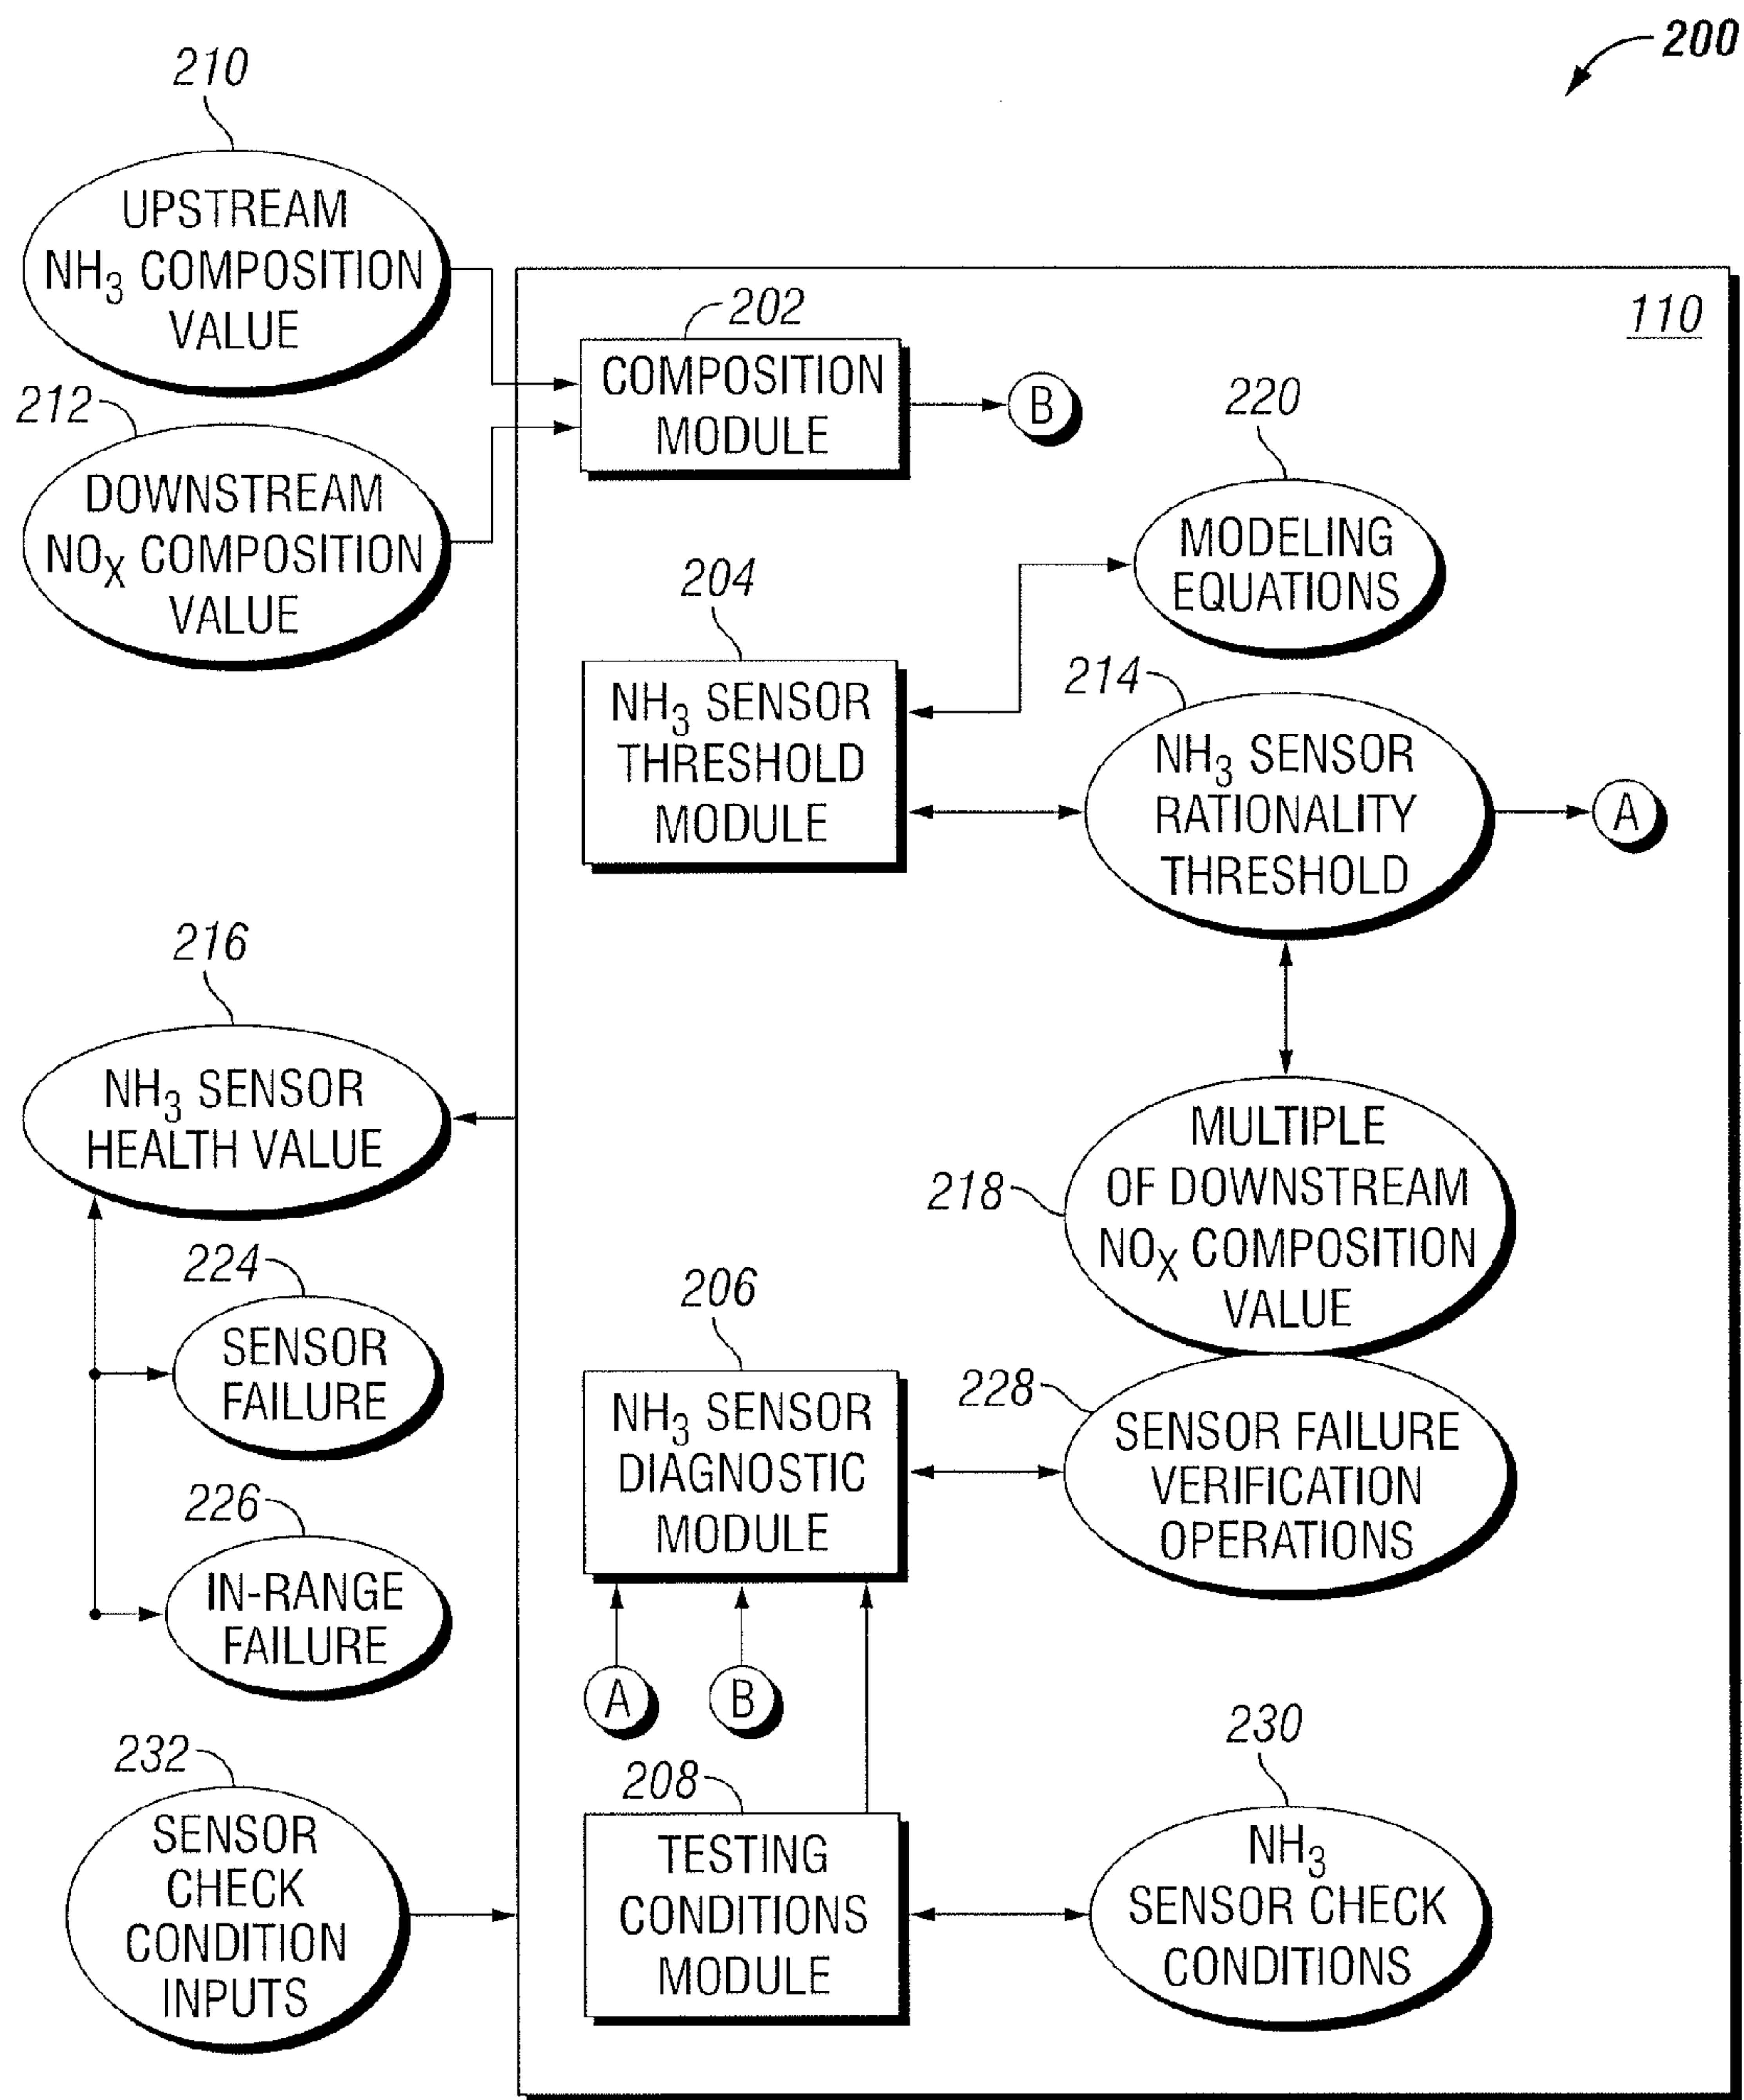 200
210
UPSTREAM
NH₃ COMPOSITION
VALUE
110
202
COMPOSITION
MODULE
B
212
DOWNSTREAM
NOX COMPOSITION
VALUE
220
MODELING
EQUATIONS
204
NH₃ SENSOR
THRESHOLD
MODULE
214
NH₃ SENSOR
RATIONALITY
THRESHOLD
A
216
NH₃ SENSOR
HEALTH VALUE
218
MULTIPLE
OF DOWNSTREAM
NOX COMPOSITION
VALUE
224
SENSOR
FAILURE
206
NH₃ SENSOR
DIAGNOSTIC
MODULE
228
SENSOR FAILURE
VERIFICATION
OPERATIONS
226
IN-RANGE
FAILURE
A
B
232
SENSOR
CHECK
CONDITION
INPUTS
208
TESTING
CONDITIONS
MODULE
230
NH₃
SENSOR CHECK
CONDITIONS